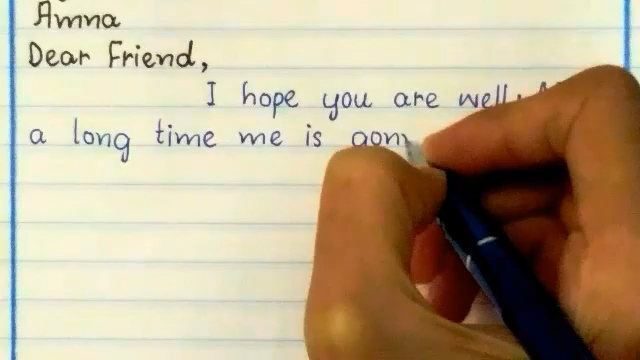 Amna
Dear Friend,
I hope you are well.
a long time me is